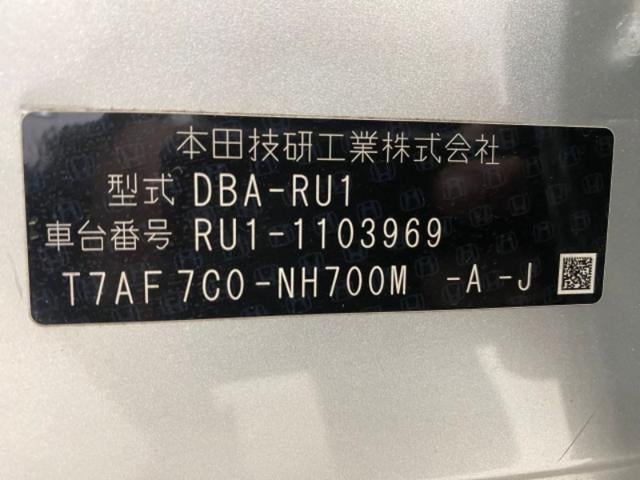 本田技研工業株式会社
型式 DBA-RU1
車台番号 RU1-1103969
T7AF7C0-NH700M -A-J